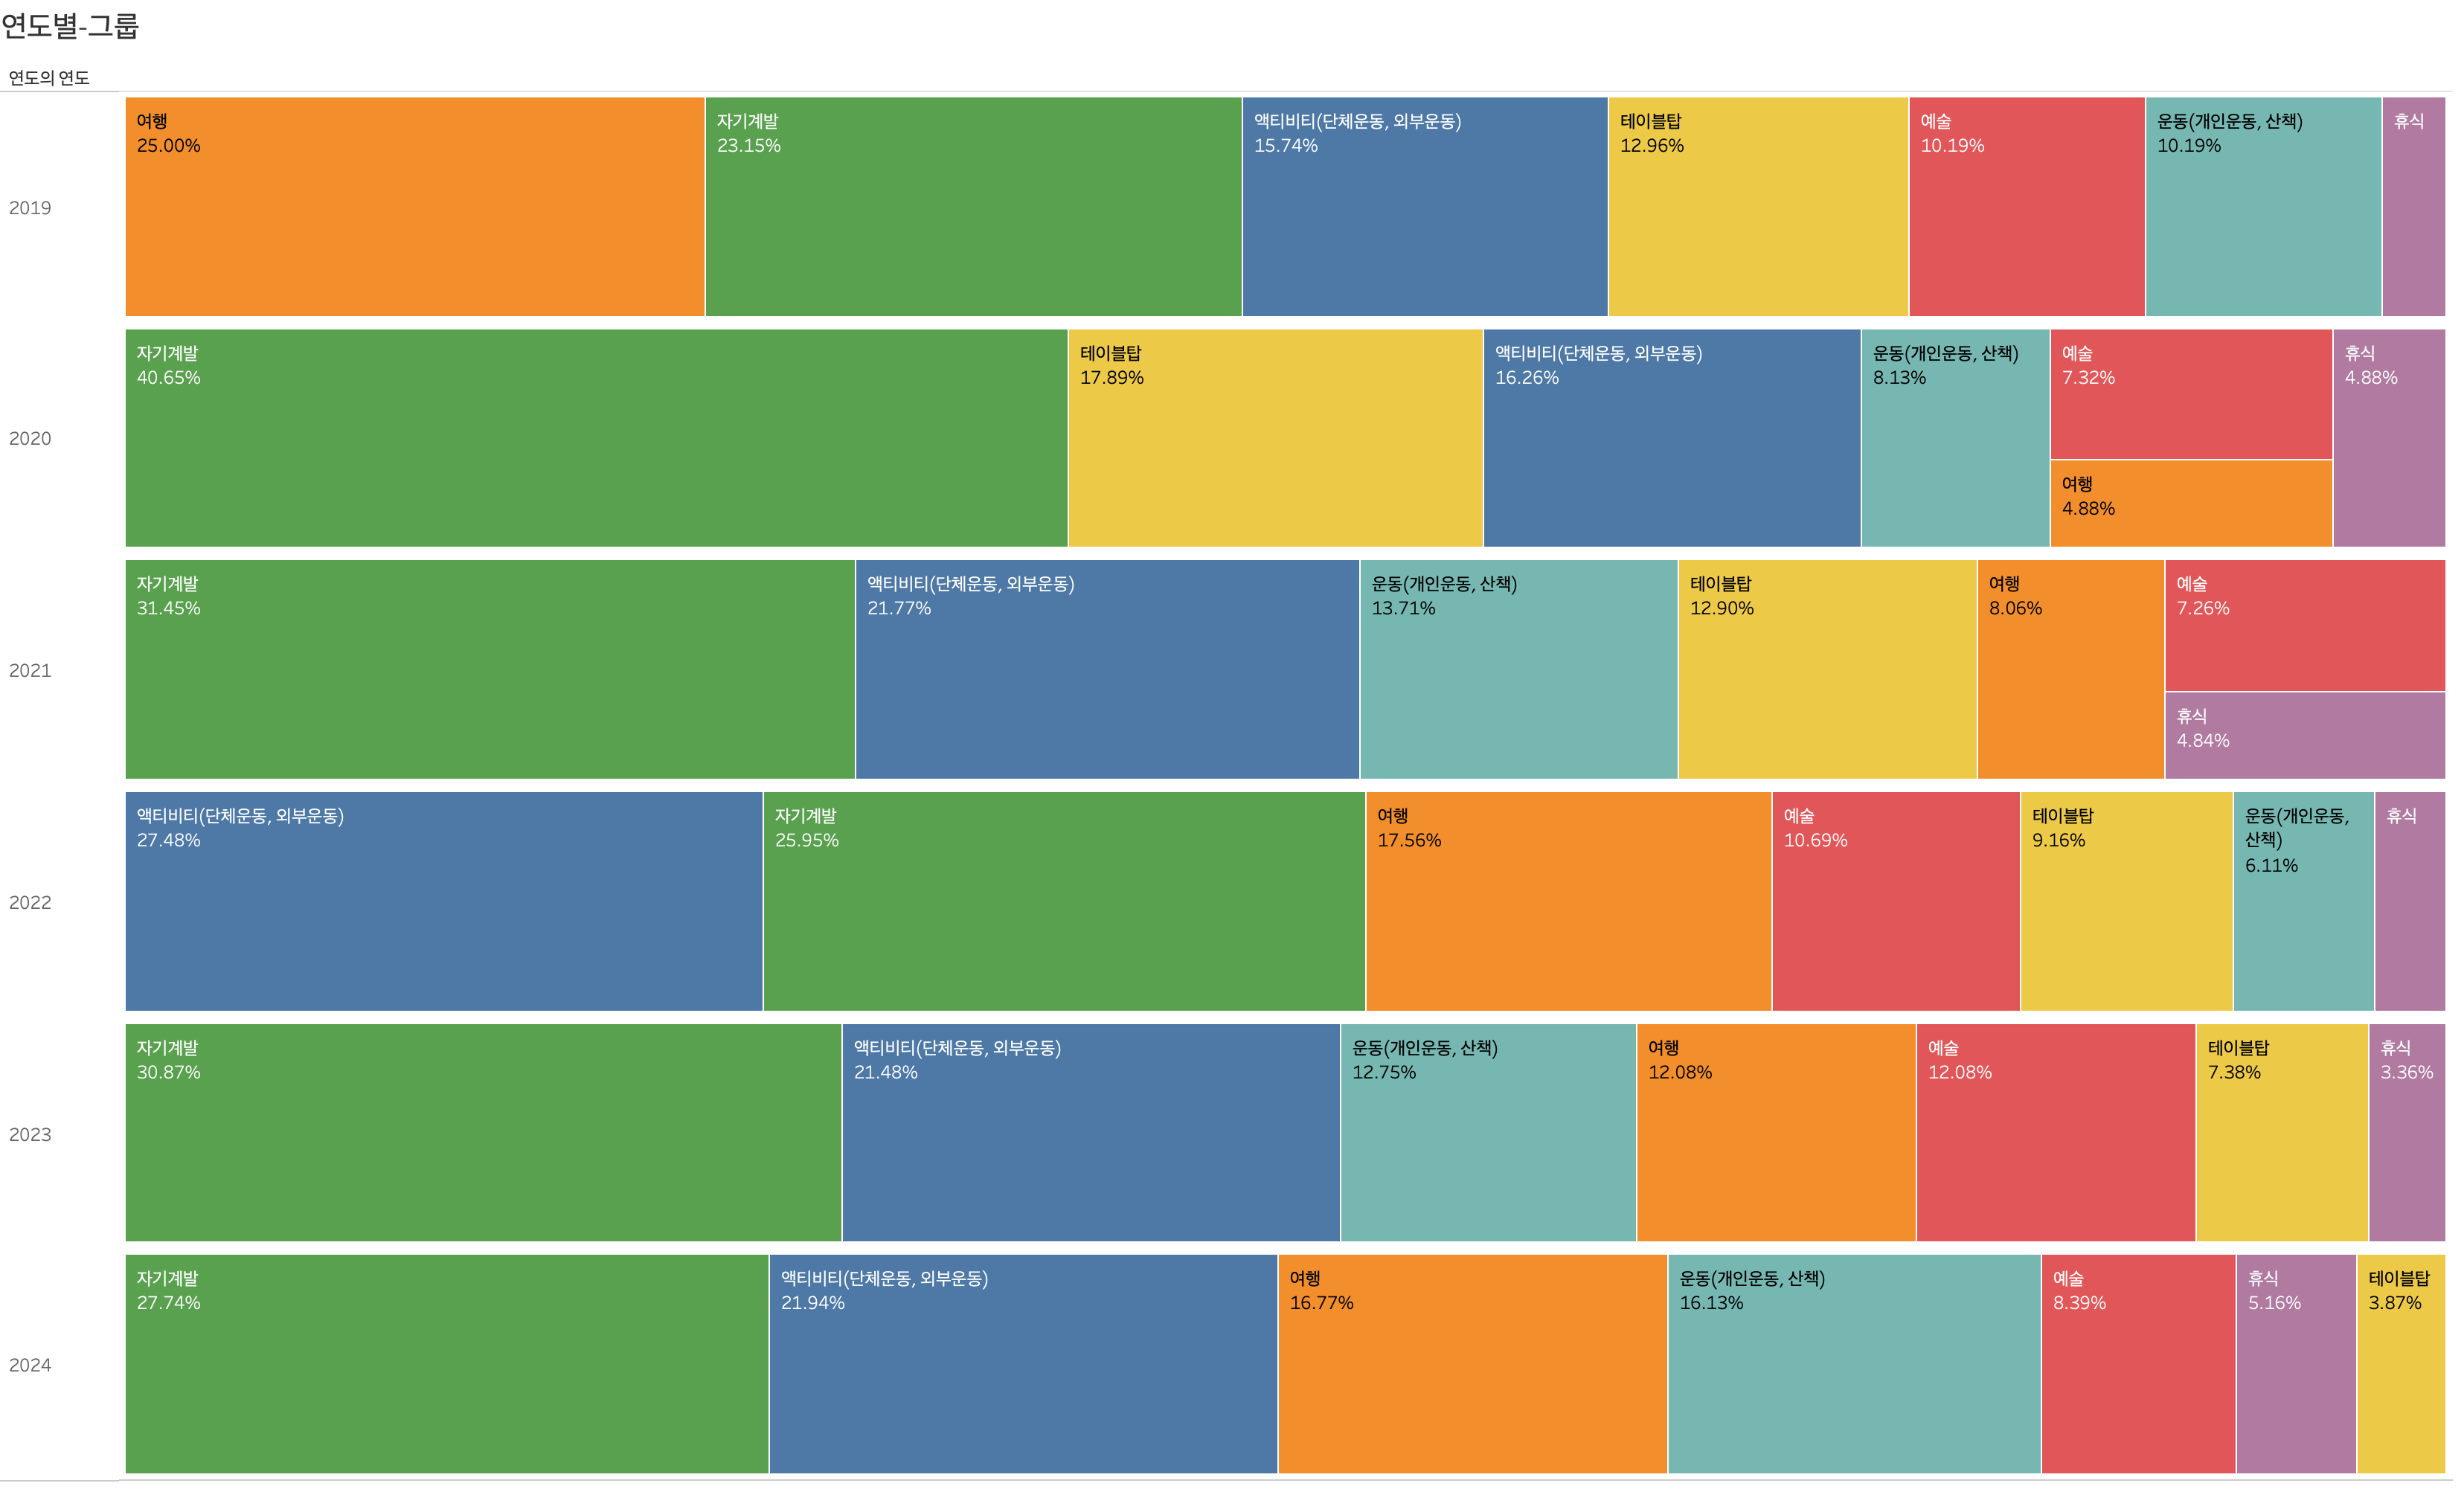 연도별-그룹
연도의 연도
2019
여행
25.00%
자기계발
23.15%
액티비티(단체운동, 외부운동)
15.74%
테이블탑
12.96%
예술
10.19%
운동(개인운동, 산책)
10.19%
휴식
2020
자기계발
40.65%
테이블탑
17.89%
액티비티(단체운동, 외부운동)
16.26%
운동(개인운동, 산책)
8.13%
예술
7.32%
여행
4.88%
휴식
4.88%
2021
자기계발
31.45%
액티비티(단체운동, 외부운동)
21.77%
운동(개인운동, 산책)
13.71%
테이블탑
12.90%
여행
8.06%
예술
7.26%
휴식
4.84%
2022
액티비티(단체운동, 외부운동)
27.48%
자기계발
25.95%
여행
17.56%
예술
10.69%
테이블탑
9.16%
운동(개인운동,
산책)
6.11%
휴식
2023
자기계발
30.87%
액티비티(단체운동, 외부운동)
21.48%
운동(개인운동, 산책)
12.75%
여행
12.08%
예술
12.08%
테이블탑
7.38%
휴식
3.36%
2024
자기계발
27.74%
액티비티(단체운동, 외부운동)
21.94%
여행
16.77%
운동(개인운동, 산책)
16.13%
예술
8.39%
휴식
5.16%
테이블탑
3.87%